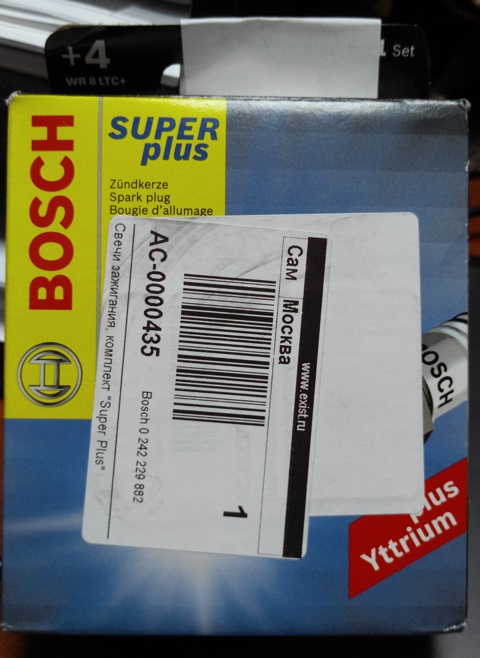 +4
WR 8 LTC+
Set
BOSCH
SUPER
plus
Zündkerze
Spark plug
Bougie d'allumage
Сам Москва
www.exist.ru
AC-0000435
Bosch 0 242 229 882
1
Свечи зажигания, комплект "Super Plus"
BOSCH
plus
Yttrium